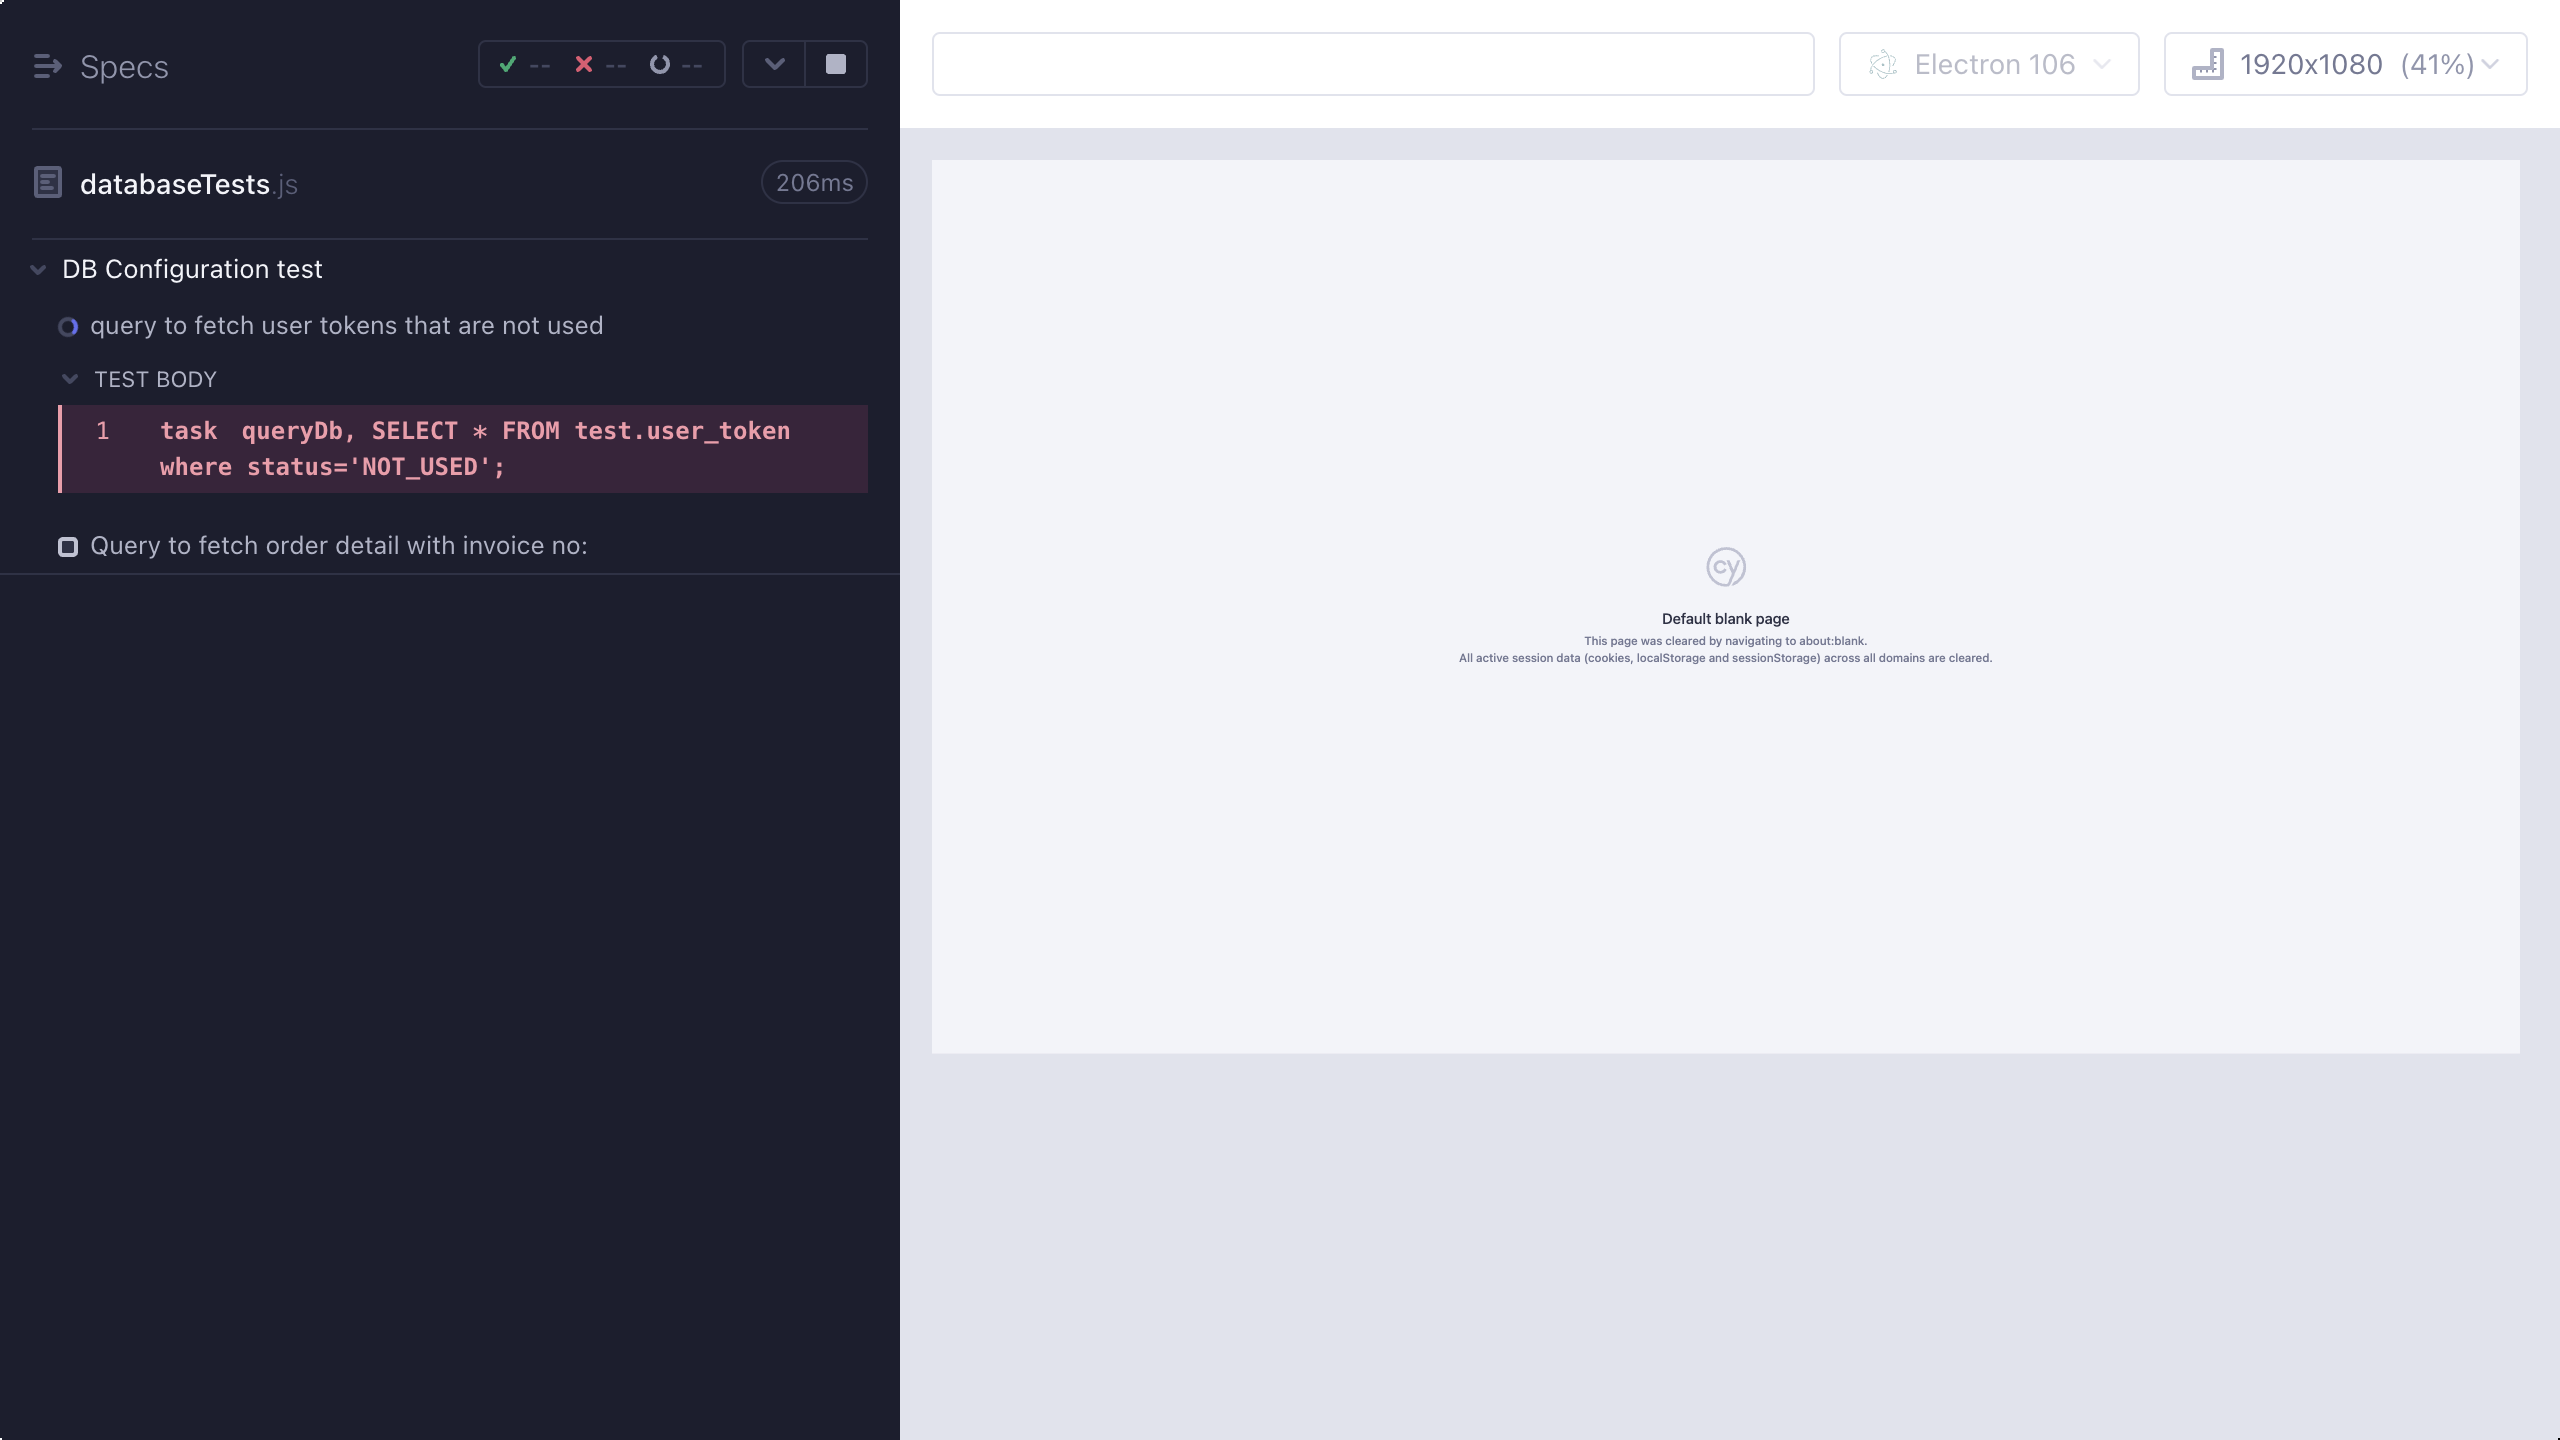 Specs
-- -- --
databaseTests.js
206ms
DB Configuration test
query to fetch user tokens that are not used
TEST BODY
1 task queryDb, SELECT * FROM test.user_token
where status='NOT_USED';
Query to fetch order detail with invoice no:
Electron 106
1920x1080 (41%)
cy
Default blank page
This page was cleared by navigating to about:blank.
All active session data (cookies, localStorage and sessionStorage) across all domains are cleared.